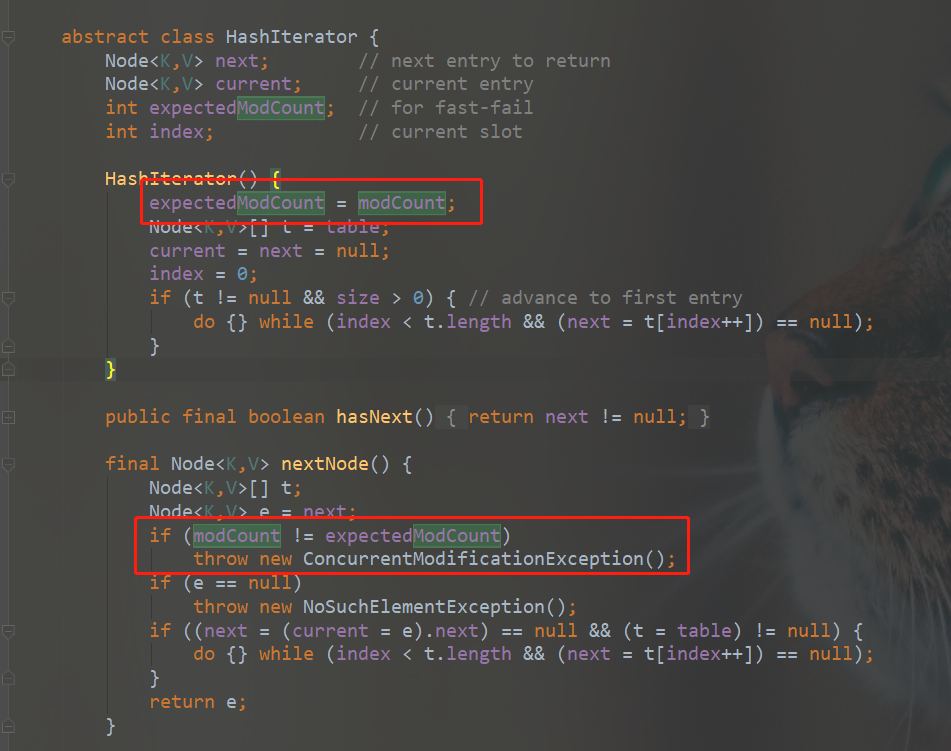 abstract class HashIterator {
Node<K,V> next;        // next entry to return
Node<K,V> current;     // current entry
int expectedModCount;  // for fast-fail
int index;             // current slot
HashIterator() {
expectedModCount = modCount;
Node<K,V>[] t = table;
current = next = null;
index = 0;
if (t != null && size > 0) { // advance to first entry
do {} while (index < t.length && (next = t[index++]) == null);
}
}
public final boolean hasNext() { return next != null; }
final Node<K,V> nextNode() {
Node<K,V>[] t;
Node<K,V> e = next;
if (modCount != expectedModCount)
throw new ConcurrentModificationException();
if (e == null)
throw new NoSuchElementException();
if ((next = (current = e).next) == null && (t = table) != null) {
do {} while (index < t.length && (next = t[index++]) == null);
}
return e;
}